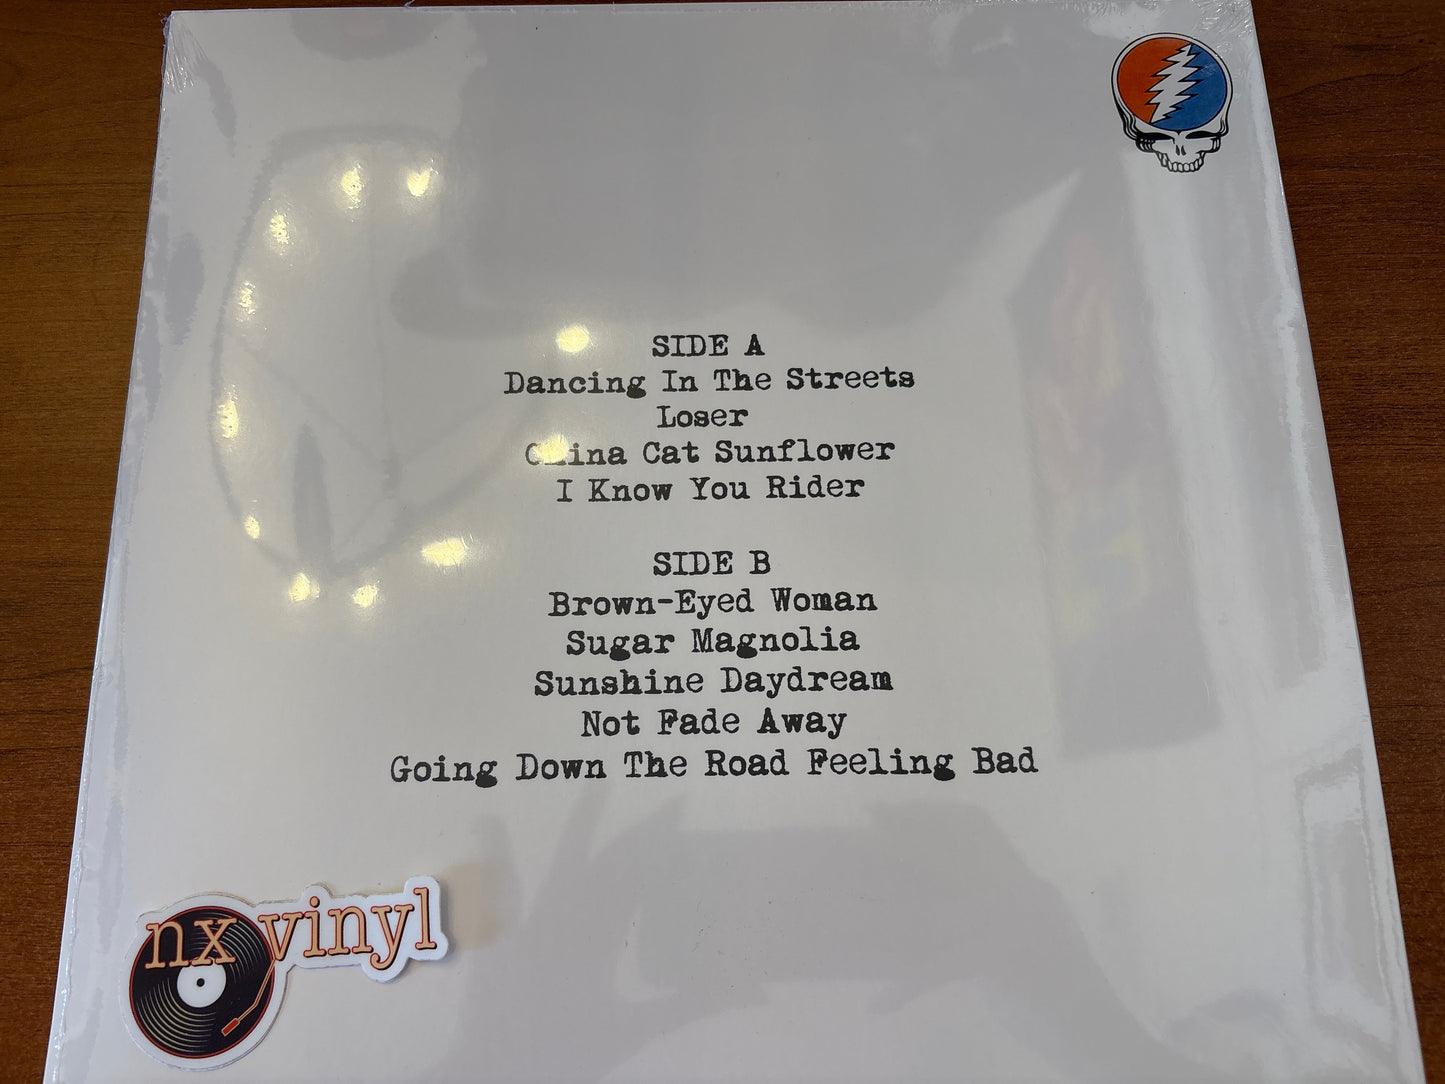 SIDE A
Dancing In The Streets
Loser
China Cat Sunflower
I Know You Rider
SIDE B
Brown-Eyed Woman
Sugar Magnolia
Sunshine Daydream
Not Fade Away
Going Down The Road Feeling Bad
nx vinyl